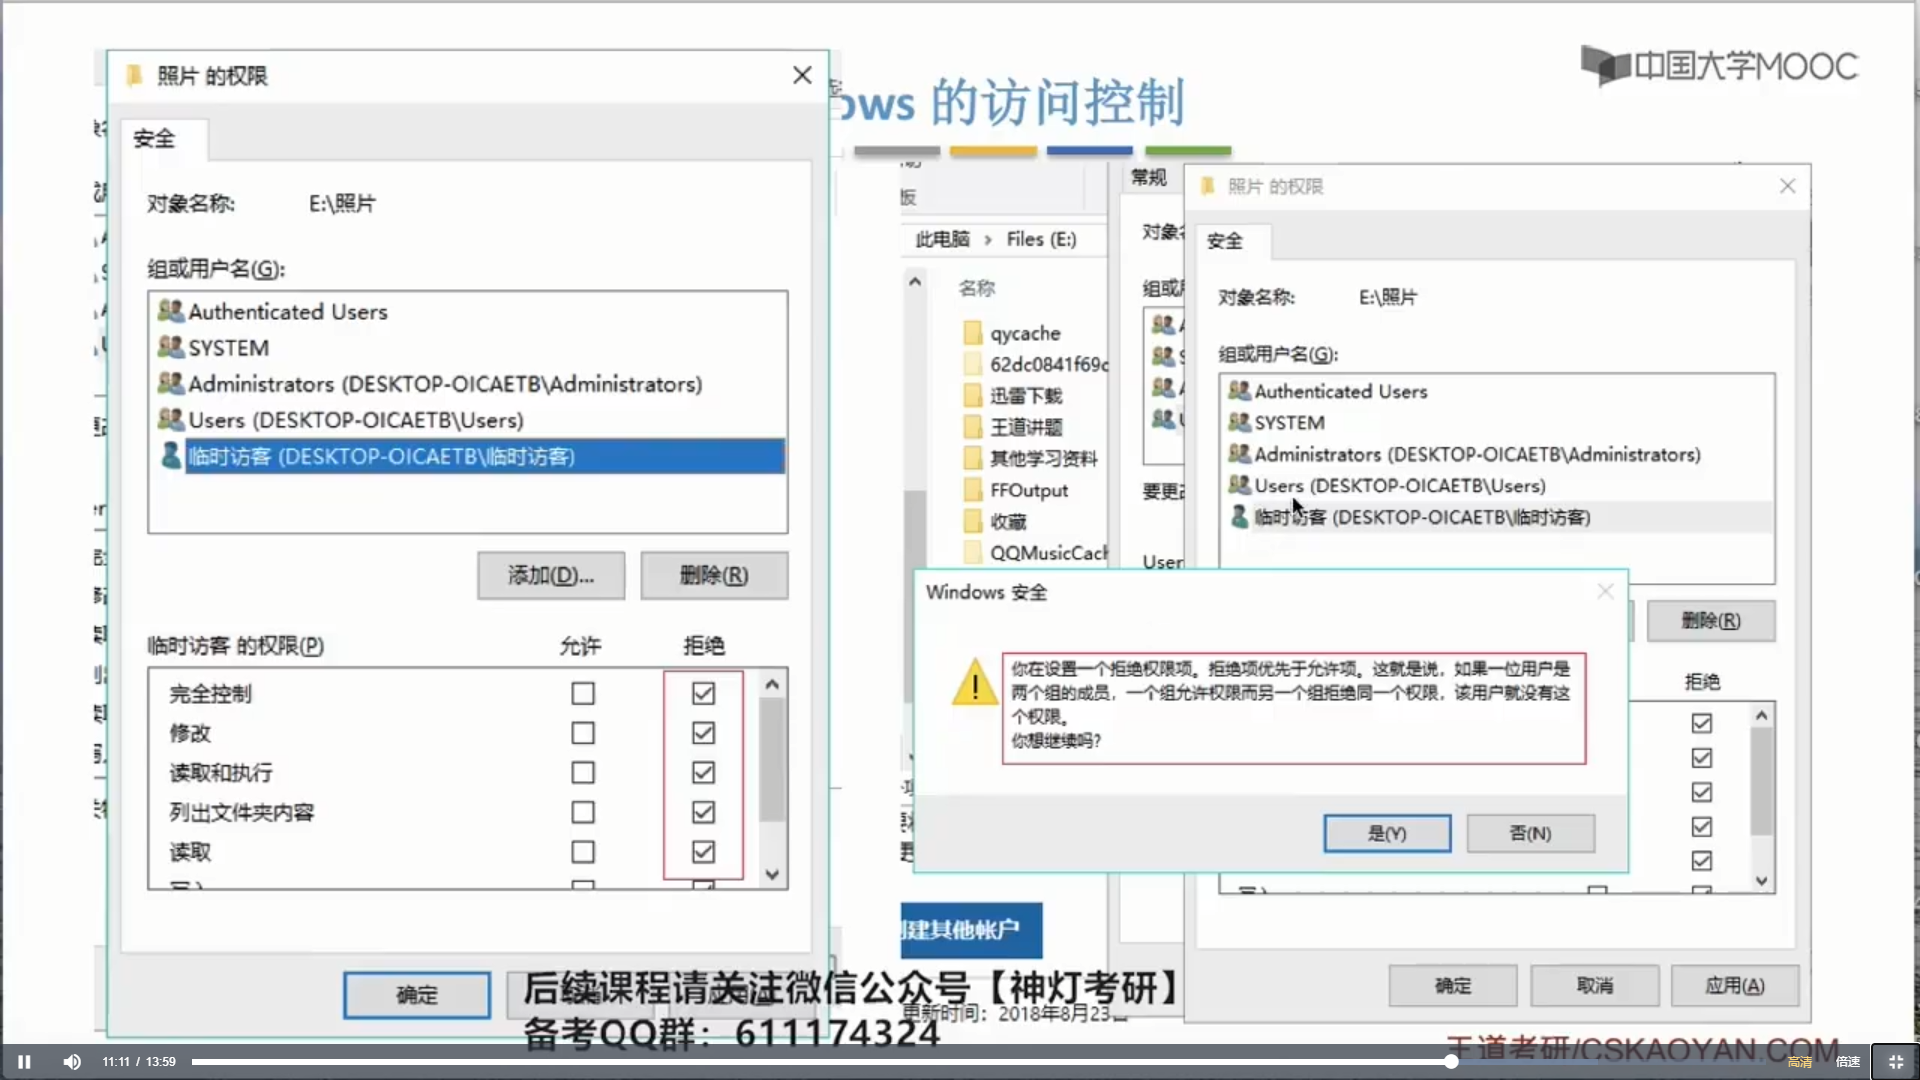 中国大学MOOC
ows 的访问控制
照片 的权限
安全
对象名称: E:\照片
组或用户名(G):
Authenticated Users
SYSTEM
Administrators (DESKTOP-OICAETB\Administrators)
Users (DESKTOP-OICAETB\Users)
临时访客 (DESKTOP-OICAETB\临时访客)
添加(D)... 删除(R)
临时访客 的权限(P) 允许 拒绝
完全控制
修改
读取和执行
列出文件夹内容
读取
确定
此电脑 › Files (E:)
名称
qycache
62dc0841f69c
迅雷下载
王道讲题
其他学习资料
FFOutput
收藏
QQMusicCach
创建其他帐户
更新时间: 2018年8月23日
常规
对象名
组或用
要更改
User
照片 的权限
安全
对象名称: E:\照片
组或用户名(G):
Authenticated Users
SYSTEM
Administrators (DESKTOP-OICAETB\Administrators)
Users (DESKTOP-OICAETB\Users)
临时访客 (DESKTOP-OICAETB\临时访客)
删除(R)
拒绝
Windows 安全
你在设置一个拒绝权限项。拒绝项优先于允许项。这就是说，如果一位用户是
两个组的成员，一个组允许权限而另一个组拒绝同一个权限，该用户就没有这
个权限。
你想继续吗?
是(Y) 否(N)
确定 取消 应用(A)
后续课程请关注微信公众号【神灯考研】
备考QQ群：611174324
王道考研/CSKAOYAN.COM
11:11 / 13:59 高清 倍速